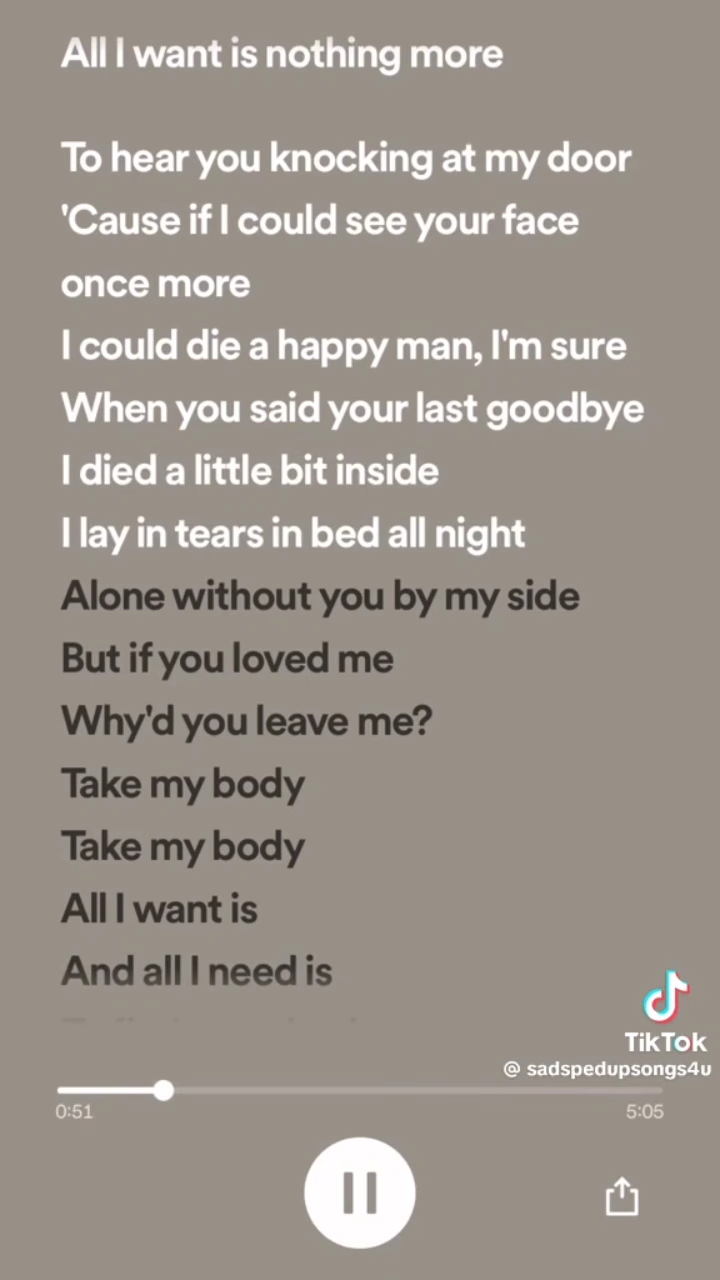 All I want is nothing more
To hear you knocking at my door
'Cause if I could see your face
once more
I could die a happy man, I'm sure
When you said your last goodbye
I died a little bit inside
I lay in tears in bed all night
Alone without you by my side
But if you loved me
Why'd you leave me?
Take my body
Take my body
All I want is
And all I need is
TikTok
@ sadspedupsongs4u
0:51
5:05